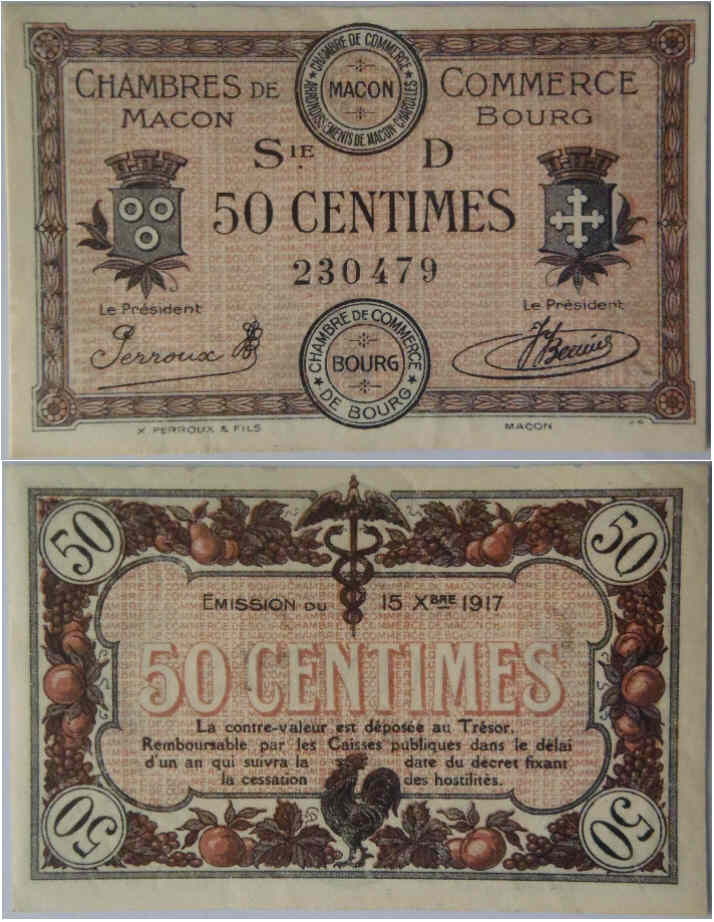 CHAMBRES DE COMMERCE
MACON BOURG
★ CHAMBRE DE COMMERCE ★ ARRONDISSEMENTS DE MACON-CHAROLLES
MACON
SIE. D
50 CENTIMES
230479
Le Président Le Président
Perroux
★ CHAMBRE DE COMMERCE ★ DE BOURG
BOURG
X. PERROUX & FILS MACON
50 50
EMISSION DU 15 XBRE 1917
50 CENTIMES
La contre-valeur est déposée au Trésor.
Remboursable par les Caisses publiques dans le délai
d'un an qui suivra la date du décret fixant
la cessation des hostilités.
50 50